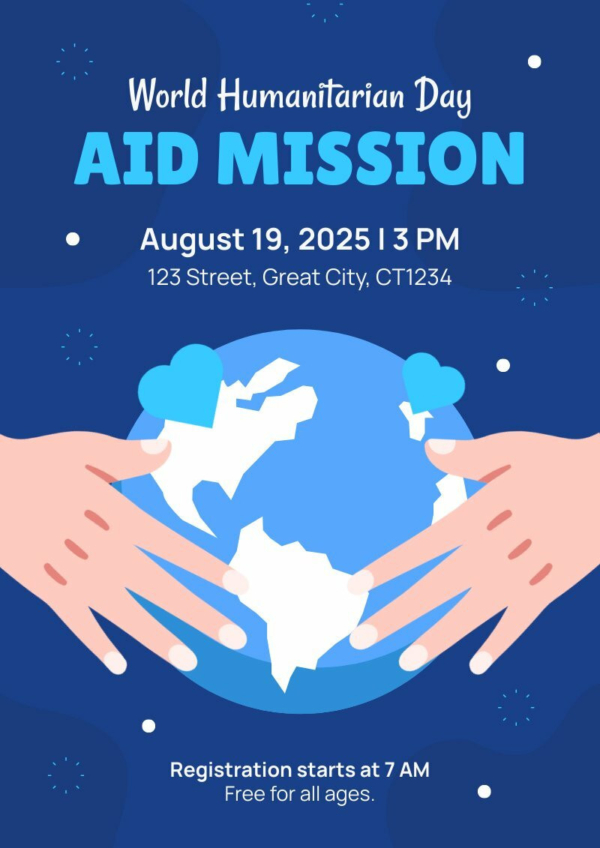 World Humanitarian Day
AID MISSION
August 19, 2025 | 3 PM
123 Street, Great City, CT1234
Registration starts at 7 AM
Free for all ages.